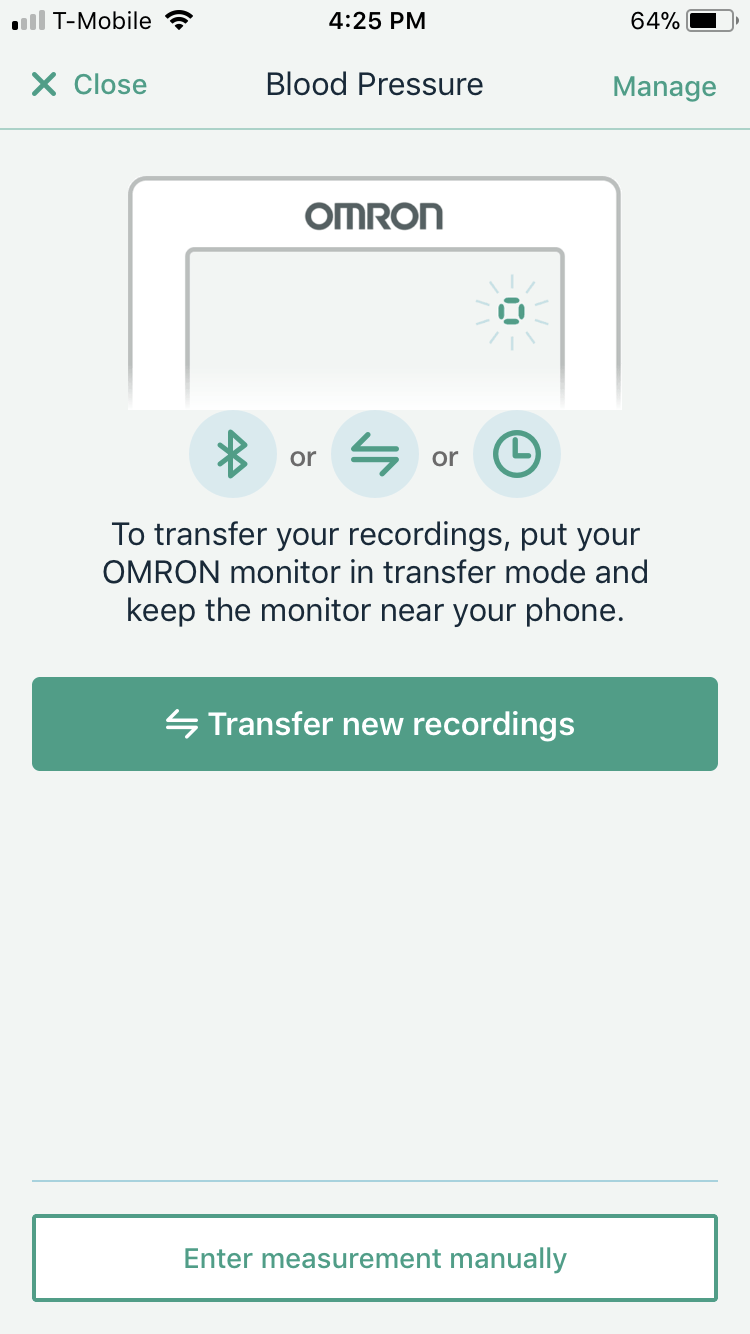 T-Mobile 4:25 PM 64%
Close Blood Pressure Manage
OMRON
or or
To transfer your recordings, put your
OMRON monitor in transfer mode and
keep the monitor near your phone.
Transfer new recordings
Enter measurement manually